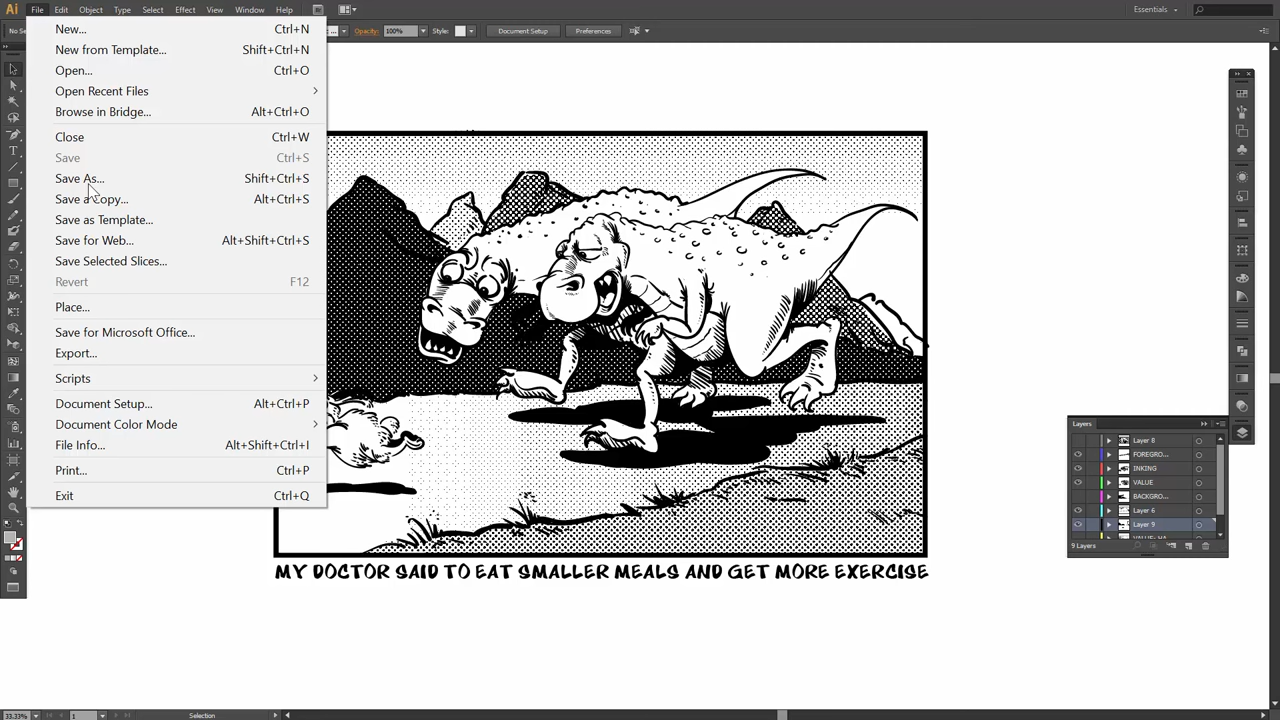 Ai File Edit Object Type Select Effect View Window Help Br Essentials
Opacity: 100% Style: Document Setup Preferences
New... Ctrl+N
New from Template... Shift+Ctrl+N
Open... Ctrl+O
Open Recent Files
Browse in Bridge... Alt+Ctrl+O
Close Ctrl+W
Save Ctrl+S
Save As... Shift+Ctrl+S
Save a Copy... Alt+Ctrl+S
Save as Template...
Save for Web... Alt+Shift+Ctrl+S
Save Selected Slices...
Revert F12
Place...
Save for Microsoft Office...
Export...
Scripts
Document Setup... Alt+Ctrl+P
Document Color Mode
File Info... Alt+Shift+Ctrl+I
Print... Ctrl+P
Exit Ctrl+Q
Layers
Layer 8
FOREGRO...
INKING
VALUE
BACKGRO...
Layer 6
Layer 9
9 Layers
MY DOCTOR SAID TO EAT SMALLER MEALS AND GET MORE EXERCISE
33.33% 1 Selection